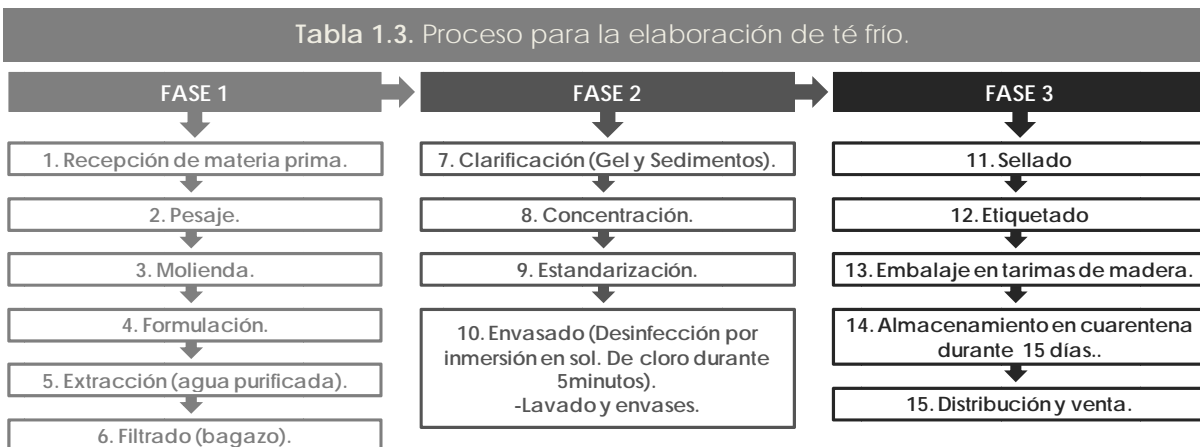 Tabla 1.3. Proceso para la elaboración de té frío.
FASE 1
1. Recepción de materia prima.
2. Pesaje.
3. Molienda.
4. Formulación.
5. Extracción (agua purificada).
6. Filtrado (bagazo).
FASE 2
7. Clarificación (Gel y Sedimentos).
8. Concentración.
9. Estandarización.
10. Envasado (Desinfección por
inmersión en sol. De cloro durante
5minutos).
-Lavado y envases.
FASE 3
11. Sellado
12. Etiquetado
13. Embalaje en tarimas de madera.
14. Almacenamiento en cuarentena
durante 15 días..
15. Distribución y venta.